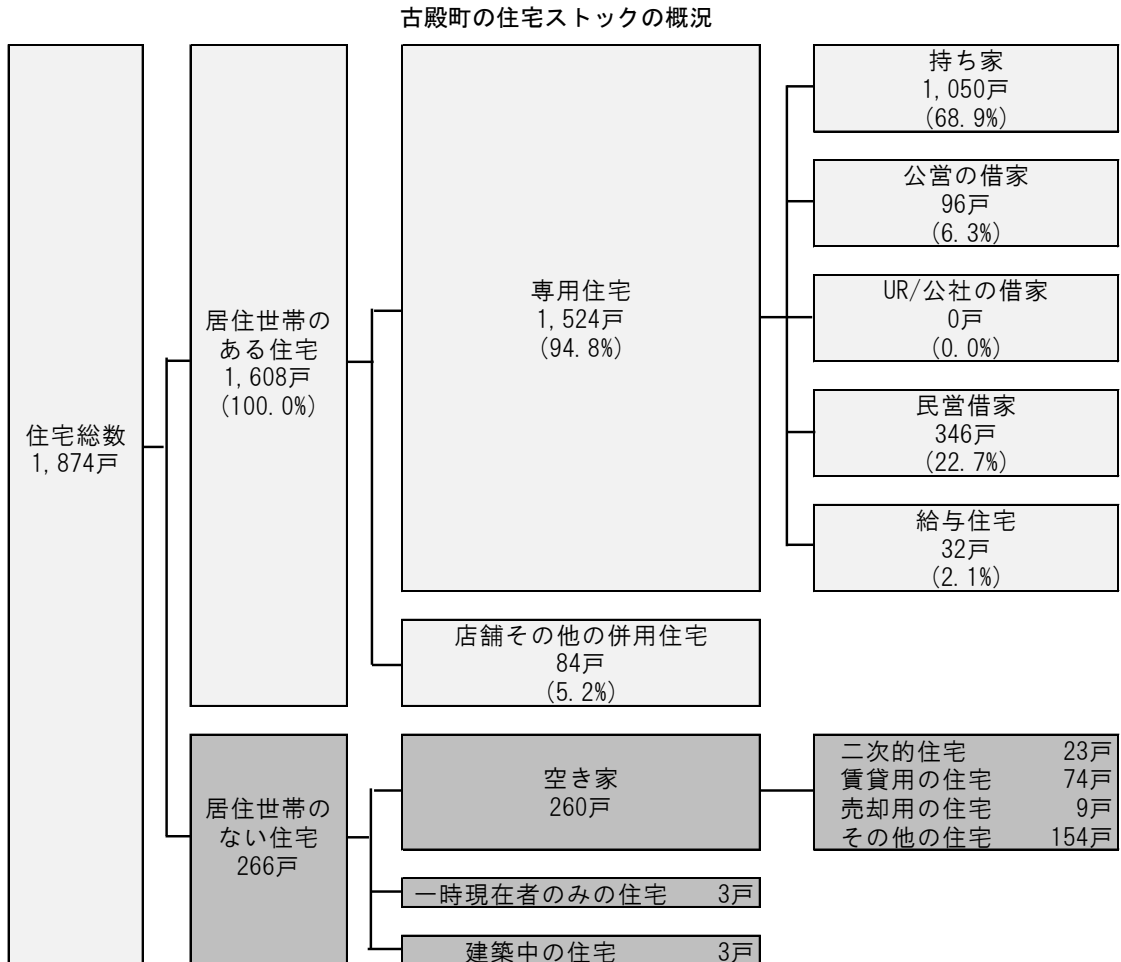 古殿町の住宅ストックの概況
住宅総数
1,874戸
居住世帯の
ある住宅
1,608戸
(100.0%)
専用住宅
1,524戸
(94.8%)
持ち家
1,050戸
(68.9%)
公営の借家
96戸
(6.3%)
UR/公社の借家
0戸
(0.0%)
民営借家
346戸
(22.7%)
給与住宅
32戸
(2.1%)
店舗その他の併用住宅
84戸
(5.2%)
居住世帯の
ない住宅
266戸
空き家
260戸
二次的住宅 23戸
賃貸用の住宅 74戸
売却用の住宅 9戸
その他の住宅 154戸
一時現在者のみの住宅 3戸
建築中の住宅 3戸